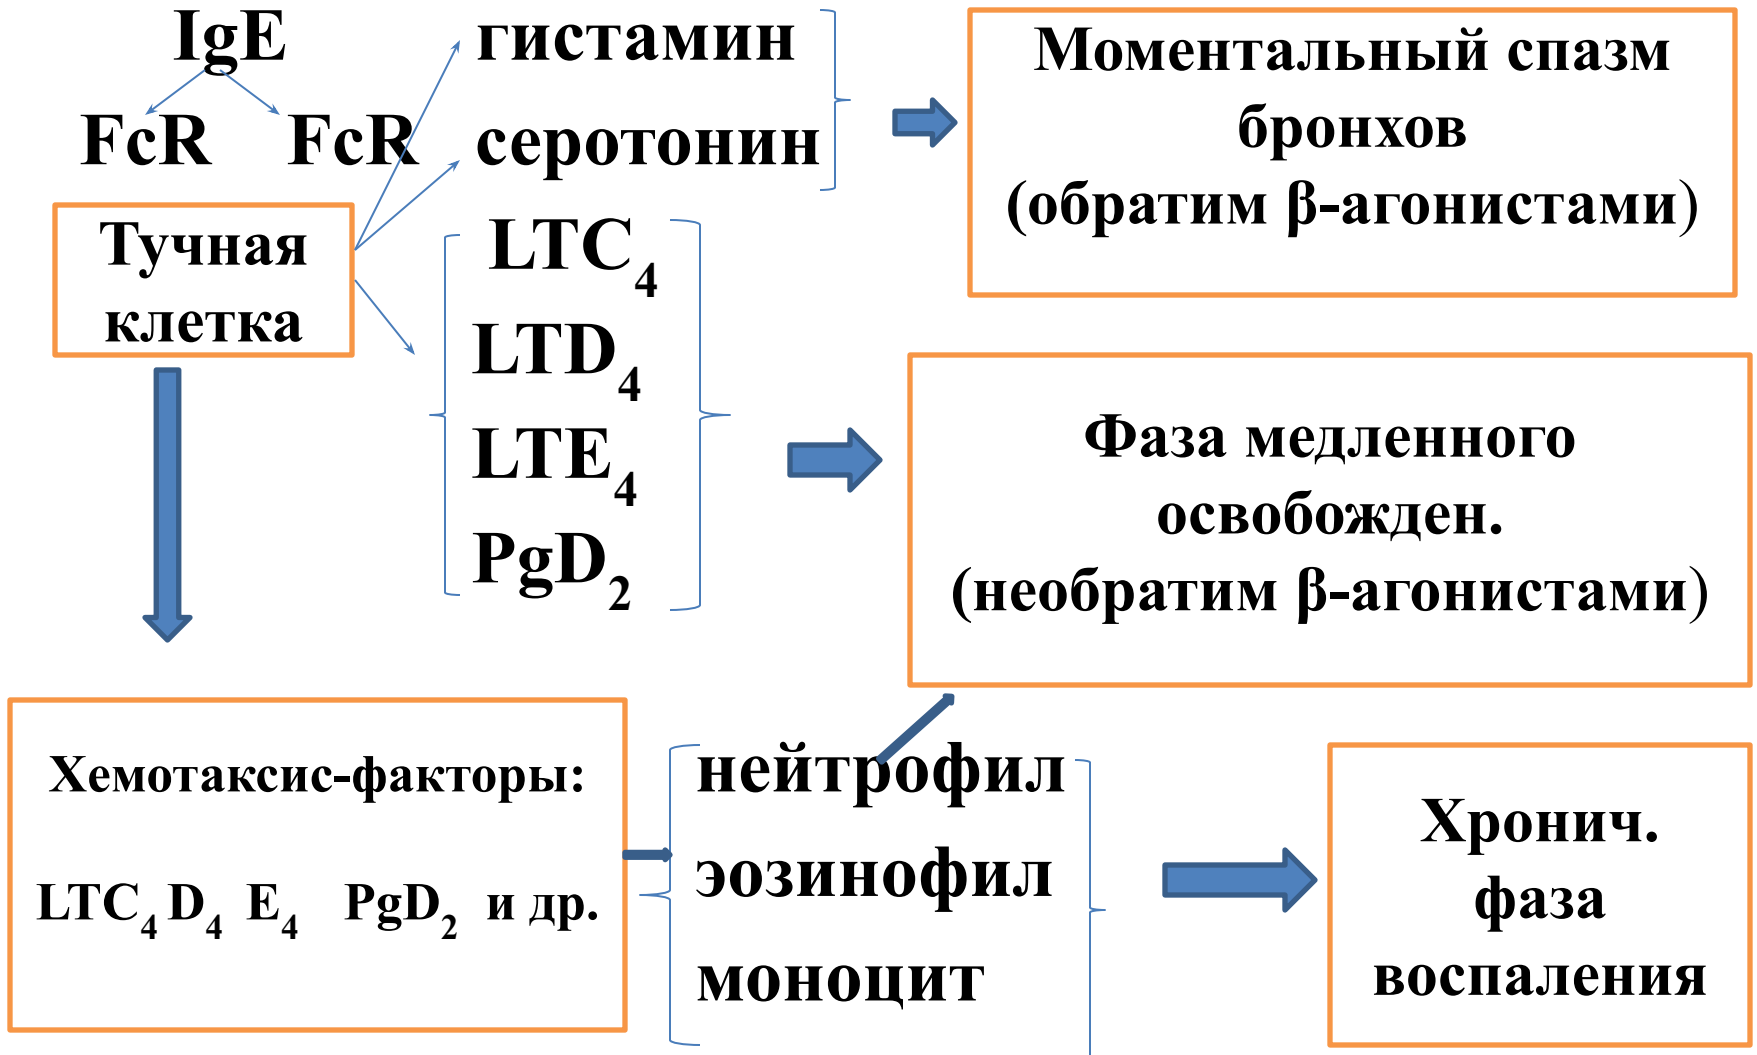 IgE
FcR FcR
Тучная
клетка
гистамин
серотонин
LTC4
LTD4
LTE4
PgD2
Моментальный спазм
бронхов
(обратим β-агонистами)
Фаза медленного
освобожден.
(необратим β-агонистами)
Хемотаксис-факторы:
LTC4 D4 E4 PgD2 и др.
нейтрофил
эозинофил
моноцит
Хронич.
фаза
воспаления